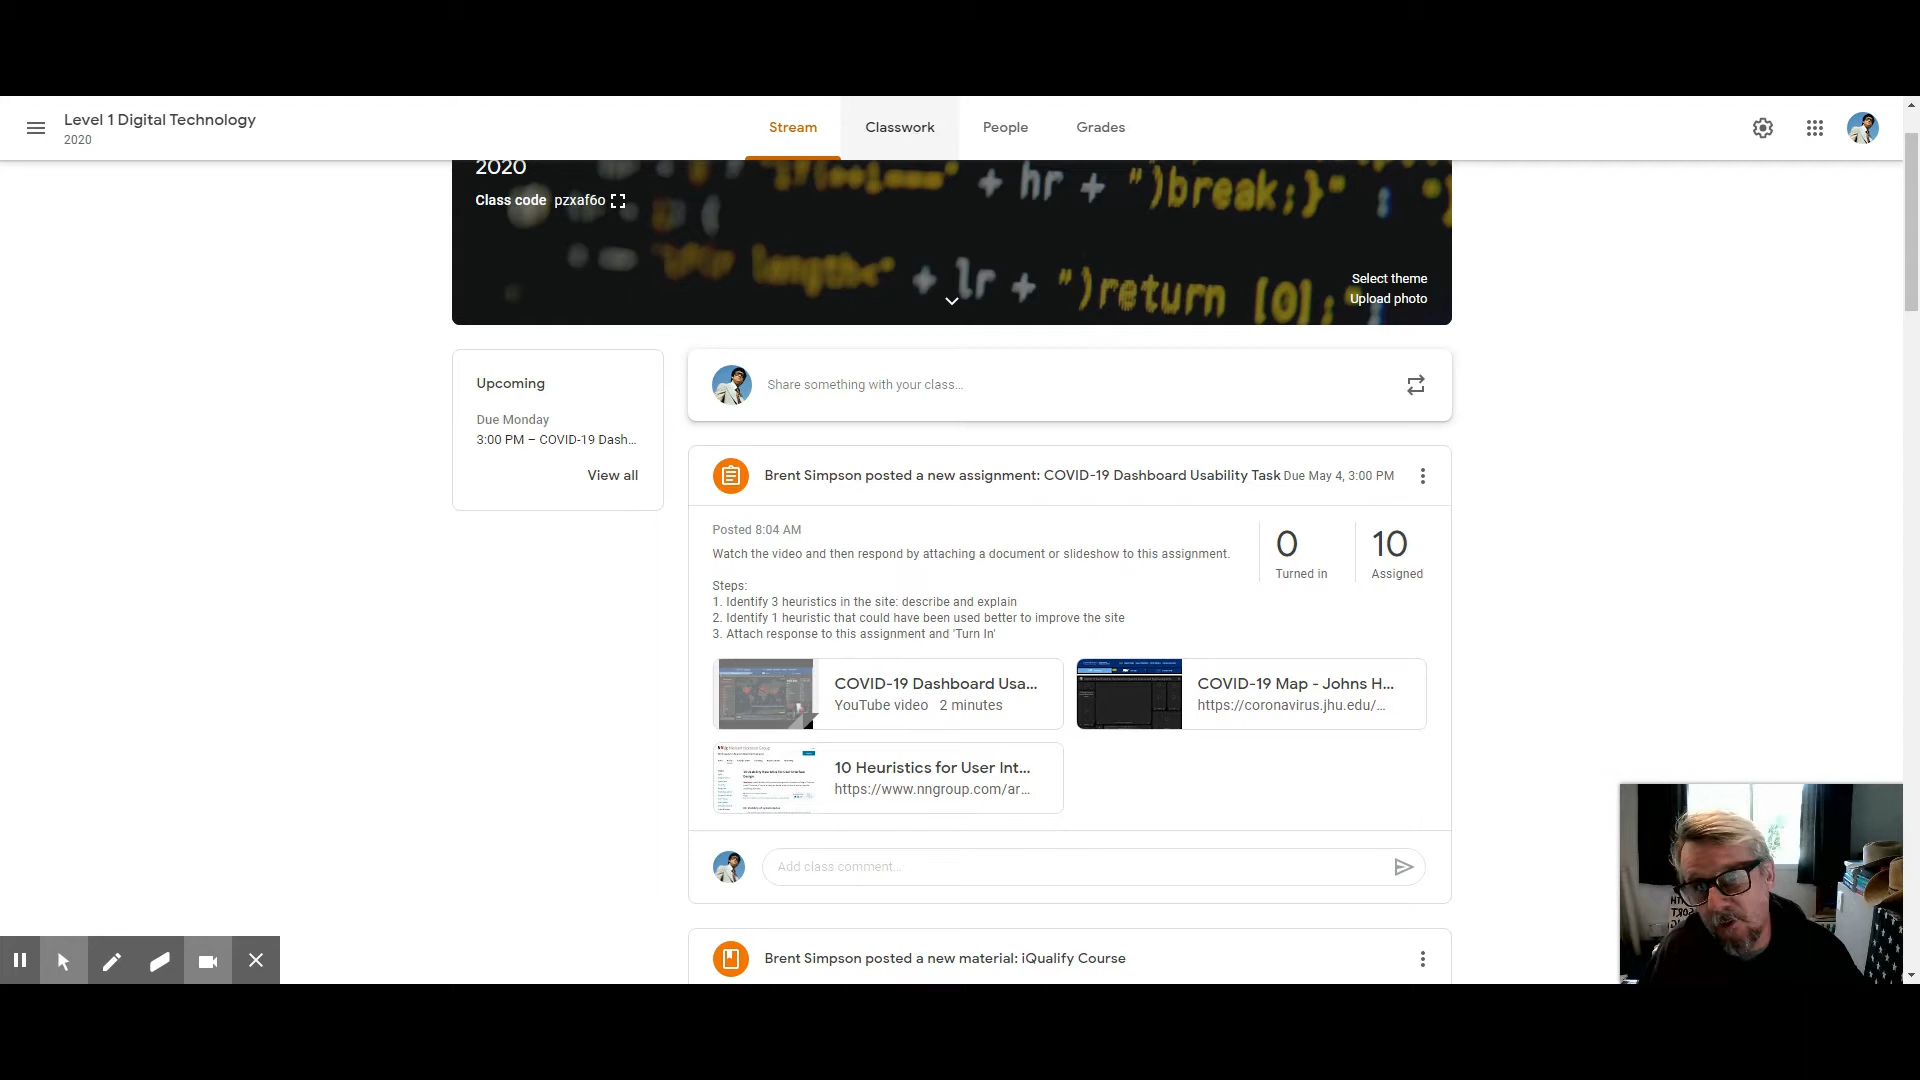 Level 1 Digital Technology
2020
Stream
Classwork
People
Grades
2020
Class code pzxaf6o
+ hr + ")break;}"
length< + lr + ")return [0];
Select theme
Upload photo
Upcoming
Due Monday
3:00 PM – COVID-19 Dash...
View all
Share something with your class...
Brent Simpson posted a new assignment: COVID-19 Dashboard Usability Task Due May 4, 3:00 PM
Posted 8:04 AM
Watch the video and then respond by attaching a document or slideshow to this assignment.
Steps:
1. Identify 3 heuristics in the site: describe and explain
2. Identify 1 heuristic that could have been used better to improve the site
3. Attach response to this assignment and 'Turn In'
0
Turned in
10
Assigned
COVID-19 Dashboard Usa...
YouTube video 2 minutes
COVID-19 Map - Johns H...
https://coronavirus.jhu.edu/...
10 Heuristics for User Int...
https://www.nngroup.com/ar...
Add class comment...
Brent Simpson posted a new material: iQualify Course